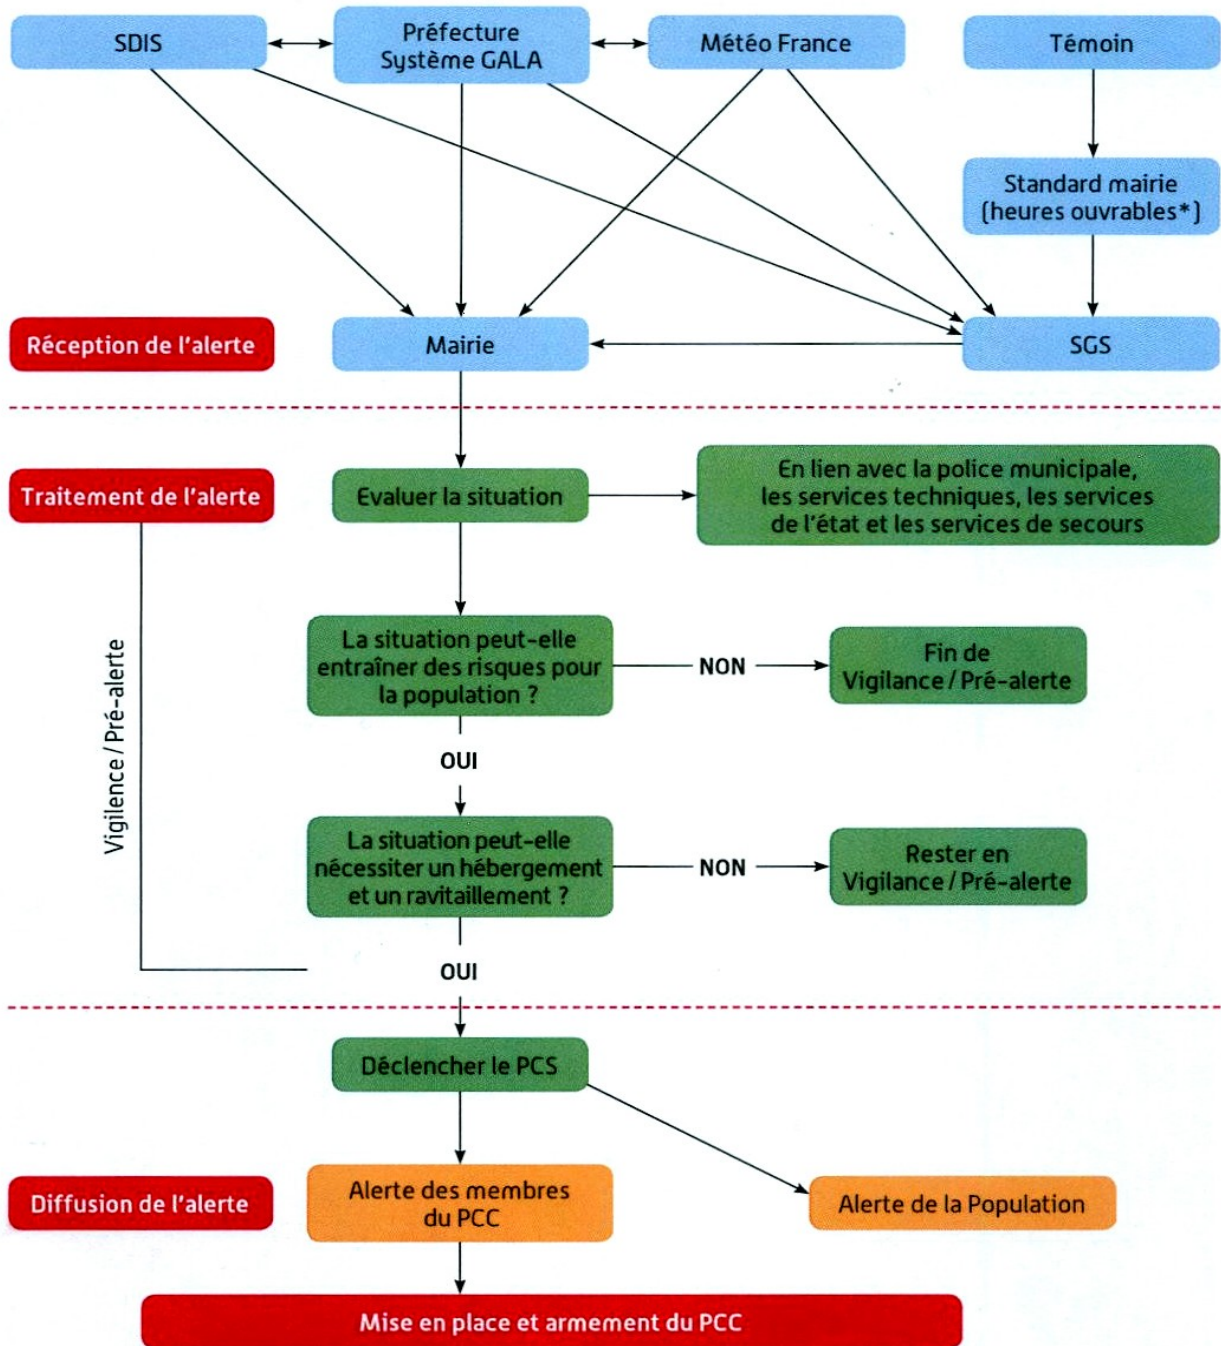 SDIS
Préfecture
Système GALA
Météo France
Témoin
Standard mairie
(heures ouvrables*)
Réception de l'alerte
Mairie
SGS
Traitement de l'alerte
Evaluer la situation
En lien avec la police municipale,
les services techniques, les services
de l'état et les services de secours
Vigilence / Pré-alerte
La situation peut-elle
entraîner des risques pour
la population ?
NON
Fin de
Vigilance / Pré-alerte
OUI
La situation peut-elle
nécessiter un hébergement
et un ravitaillement ?
NON
Rester en
Vigilance / Pré-alerte
OUI
Déclencher le PCS
Diffusion de l'alerte
Alerte des membres
du PCC
Alerte de la Population
Mise en place et armement du PCC